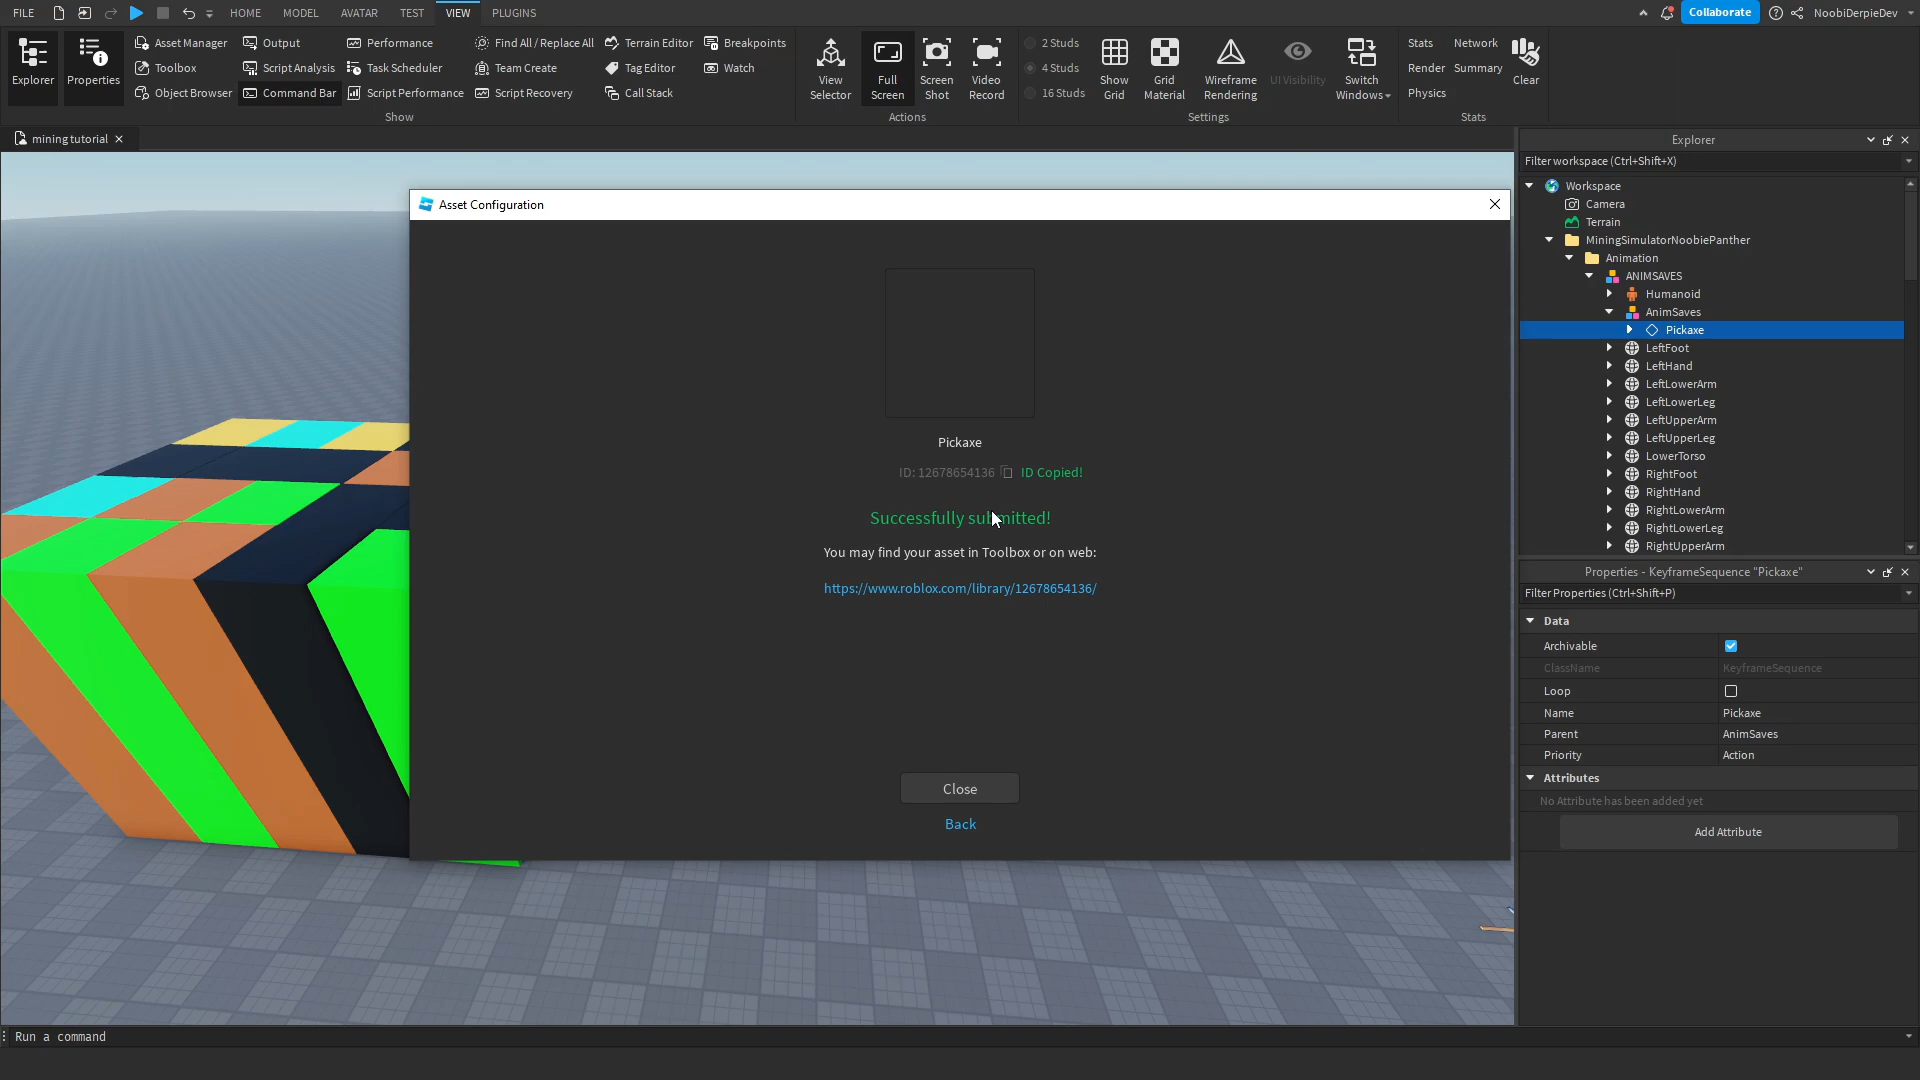 FILE
HOME
MODEL
AVATAR
TEST
VIEW
PLUGINS
Collaborate
NoobiDerpieDev
Explorer
Properties
Asset Manager
Toolbox
Object Browser
Output
Script Analysis
Command Bar
Performance
Task Scheduler
Script Performance
Find All / Replace All
Team Create
Script Recovery
Terrain Editor
Tag Editor
Call Stack
Breakpoints
Watch
Show
View
Selector
Full
Screen
Screen
Shot
Video
Record
Actions
2 Studs
4 Studs
16 Studs
Show
Grid
Grid
Material
Wireframe
Rendering
UI Visibility
Switch
Windows
Settings
Stats
Network
Render
Summary
Physics
Clear
Stats
mining tutorial
Asset Configuration
Pickaxe
ID: 12678654136
ID Copied!
Successfully submitted!
You may find your asset in Toolbox or on web:
https://www.roblox.com/library/12678654136/
Close
Back
Explorer
Filter workspace (Ctrl+Shift+X)
Workspace
Camera
Terrain
MiningSimulatorNoobiePanther
Animation
ANIMSAVES
Humanoid
AnimSaves
Pickaxe
LeftFoot
LeftHand
LeftLowerArm
LeftLowerLeg
LeftUpperArm
LeftUpperLeg
LowerTorso
RightFoot
RightHand
RightLowerArm
RightLowerLeg
RightUpperArm
Properties - KeyframeSequence "Pickaxe"
Filter Properties (Ctrl+Shift+P)
Data
Archivable
ClassName KeyframeSequence
Loop
Name Pickaxe
Parent AnimSaves
Priority Action
Attributes
No Attribute has been added yet
Add Attribute
Run a command